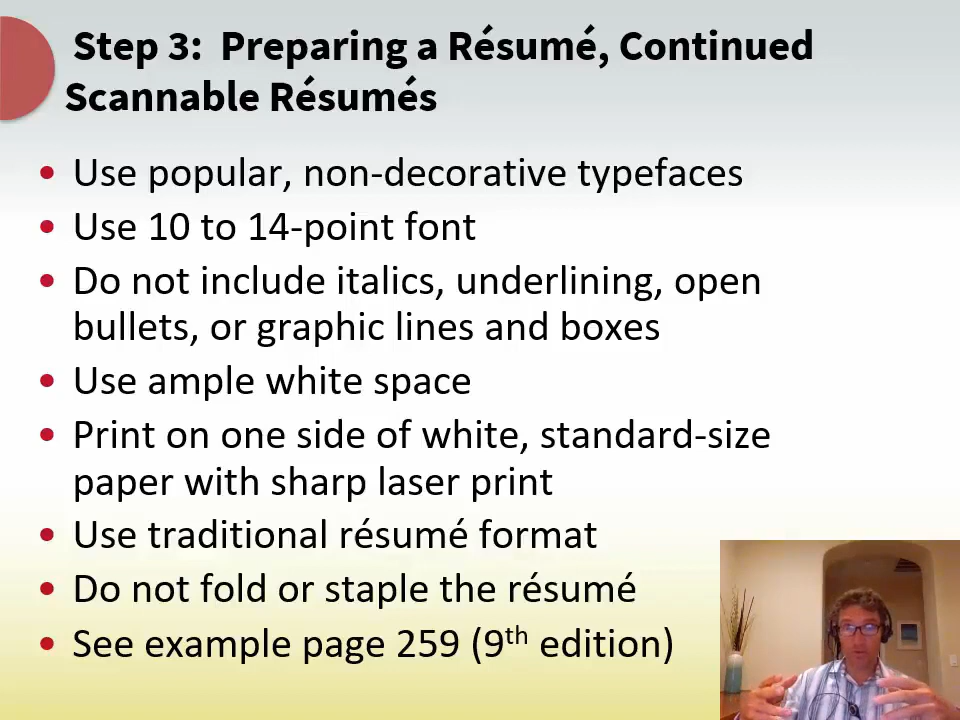 Step 3:  Preparing a Résumé, Continued
Scannable Résumés
• Use popular, non-decorative typefaces
• Use 10 to 14-point font
• Do not include italics, underlining, open
bullets, or graphic lines and boxes
• Use ample white space
• Print on one side of white, standard-size
paper with sharp laser print
• Use traditional résumé format
• Do not fold or staple the résumé
• See example page 259 (9th edition)